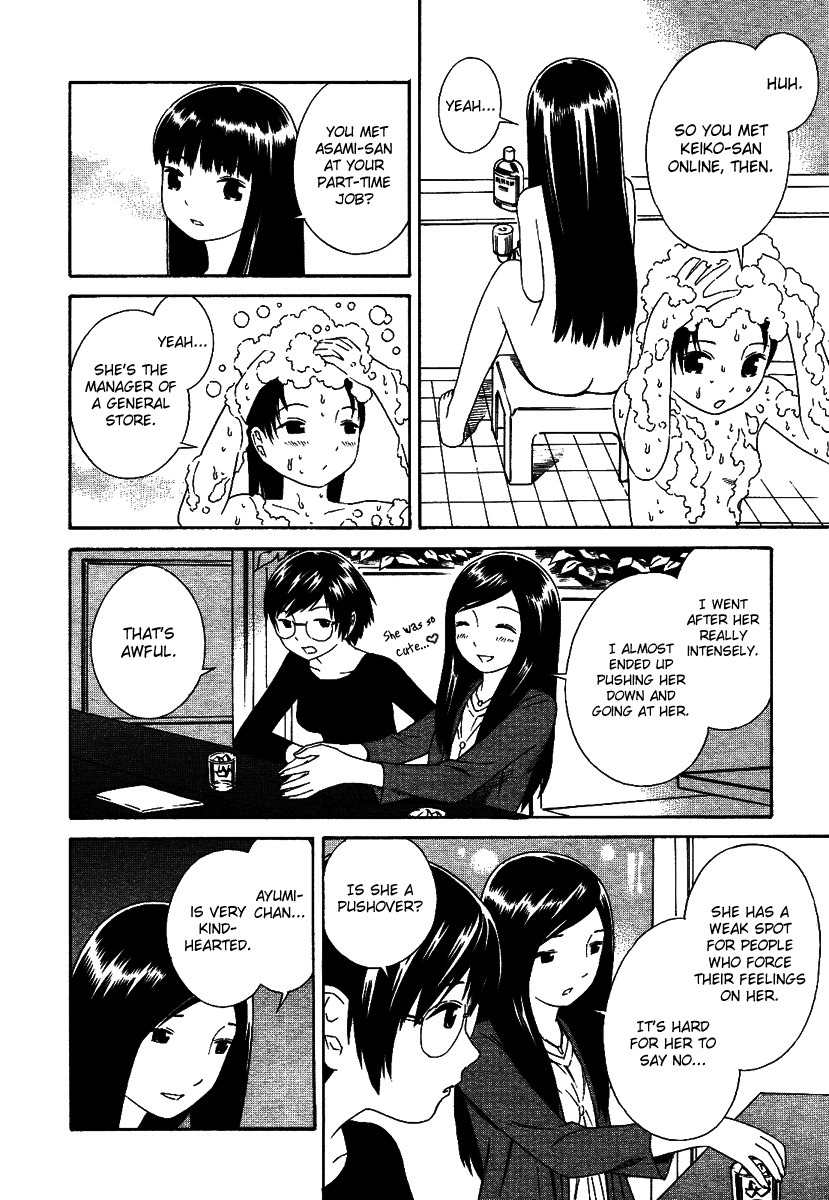 HUH.
SO YOU MET
KEIKO-SAN
ONLINE, THEN.
YEAH...
YOU MET
ASAMI-SAN
AT YOUR
PART-TIME
JOB?
YEAH...
SHE'S THE
MANAGER OF
A GENERAL
STORE.
I WENT
AFTER HER
REALLY
INTENSELY.
I ALMOST
ENDED UP
PUSHING HER
DOWN AND
GOING AT HER.
She was so
cute...♡
THAT'S
AWFUL.
SHE HAS A
WEAK SPOT
FOR PEOPLE
WHO FORCE
THEIR FEELINGS
ON HER.
IT'S HARD
FOR HER TO
SAY NO...
IS SHE A
PUSHOVER?
AYUMI-
CHAN...
IS VERY
KIND-
HEARTED.